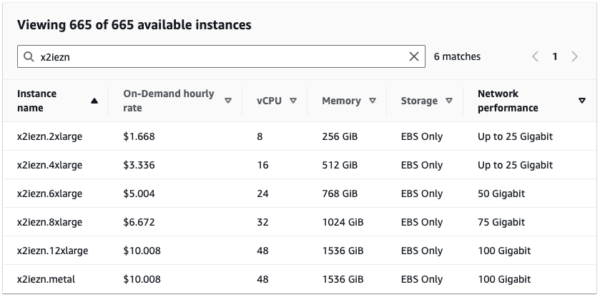 Viewing 665 of 665 available instances
x2iezn 6 matches 1
Instance name On-Demand hourly rate vCPU Memory Storage Network performance
x2iezn.2xlarge $1.668 8 256 GiB EBS Only Up to 25 Gigabit
x2iezn.4xlarge $3.336 16 512 GiB EBS Only Up to 25 Gigabit
x2iezn.6xlarge $5.004 24 768 GiB EBS Only 50 Gigabit
x2iezn.8xlarge $6.672 32 1024 GiB EBS Only 75 Gigabit
x2iezn.12xlarge $10.008 48 1536 GiB EBS Only 100 Gigabit
x2iezn.metal $10.008 48 1536 GiB EBS Only 100 Gigabit